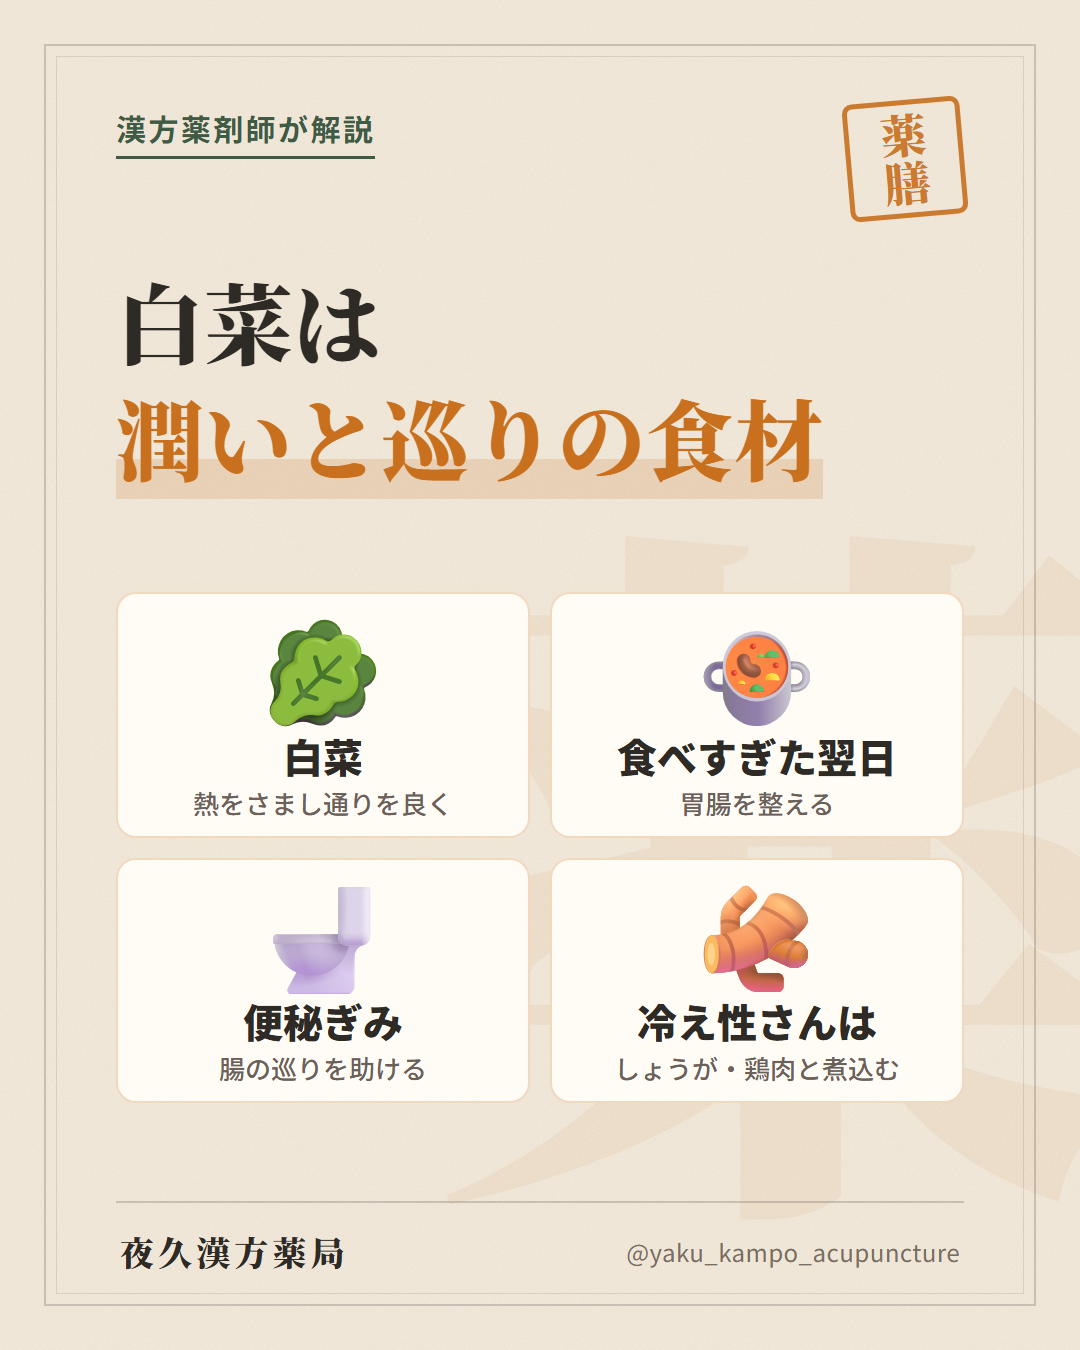 漢方薬剤師が解説
薬
膳
白菜は
潤いと巡りの食材
白菜
熱をさまし通りを良く
食べすぎた翌日
胃腸を整える
便秘ぎみ
腸の巡りを助ける
冷え性さんは
しょうが・鶏肉と煮込む
夜久漢方薬局
@yaku_kampo_acupuncture